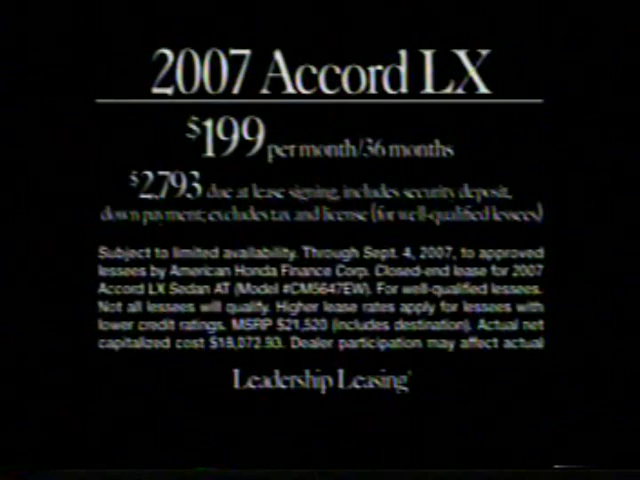 2007 Accord LX
$199 per month/36 months
$2,793 due at lease signing, includes security deposit,
down payment; excludes tax and license (for well-qualified lessees)
Subject to limited availability. Through Sept. 4, 2007, to approved
lessees by American Honda Finance Corp. Closed-end lease for 2007
Accord LX Sedan AT (Model #CM5647EW). For well-qualified lessees.
Not all lessees will qualify. Higher lease rates apply for lessees with
lower credit ratings. MSRP $21,520 (includes destination). Actual net
capitalized cost $18,072.93. Dealer participation may affect actual
Leadership Leasing®